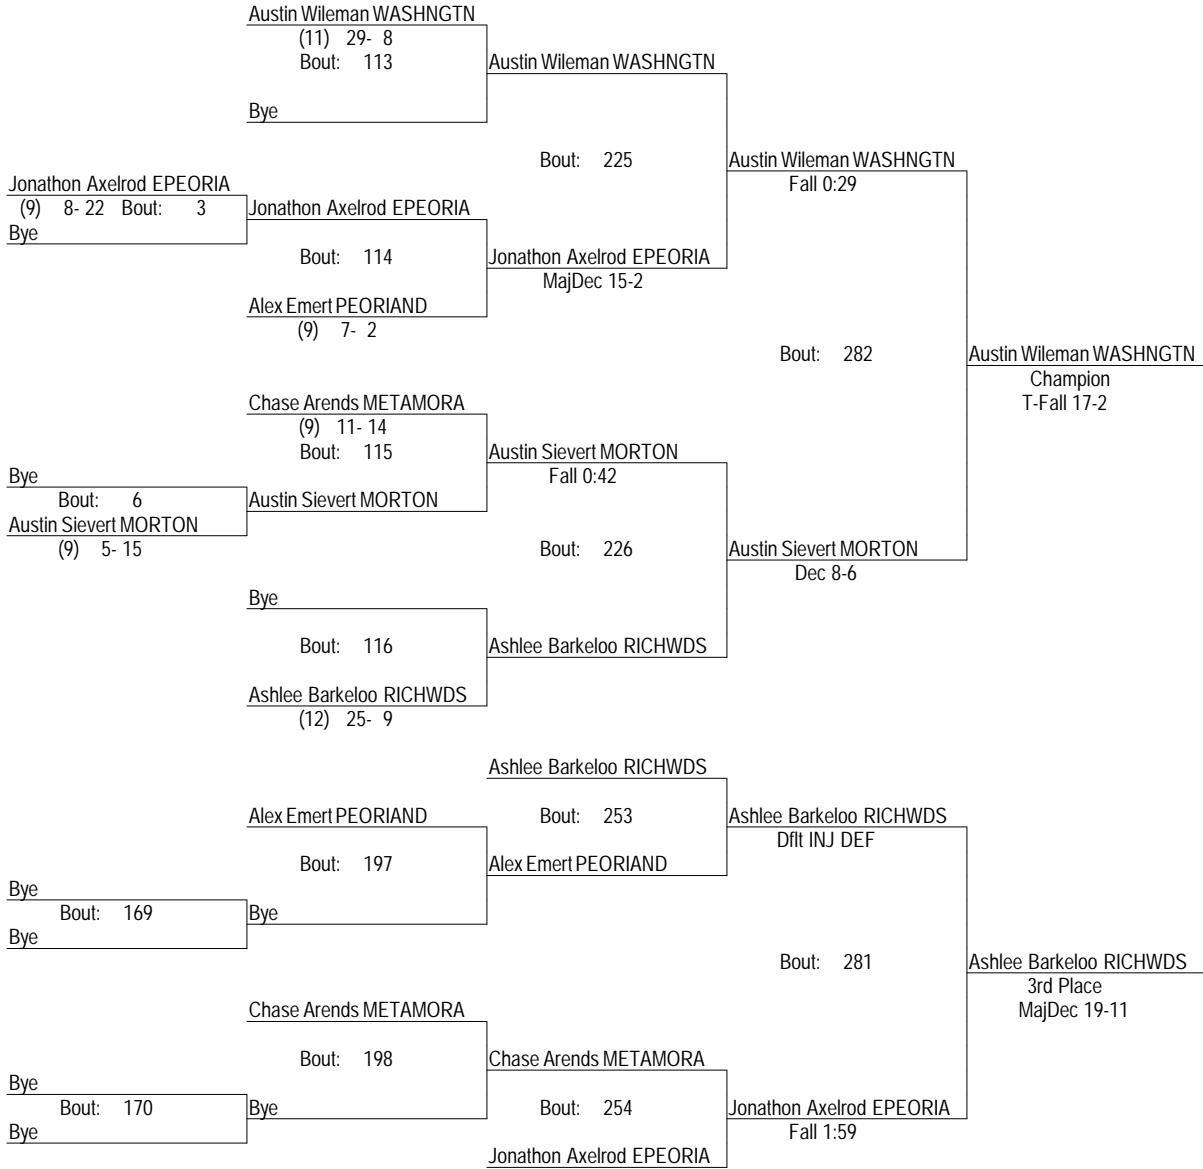 Austin Wileman WASHNGTN
(11) 29- 8
Bout: 113
Austin Wileman WASHNGTN
Bye
Bout: 225
Austin Wileman WASHNGTN
Fall 0:29
Jonathon Axelrod EPEORIA
(9) 8- 22 Bout: 3
Jonathon Axelrod EPEORIA
Bye
Bout: 114
Jonathon Axelrod EPEORIA
MajDec 15-2
Alex Emert PEORIAND
(9) 7- 2
Bout: 282
Austin Wileman WASHNGTN
Champion
T-Fall 17-2
Chase Arends METAMORA
(9) 11- 14
Bout: 115
Austin Sievert MORTON
Fall 0:42
Bye
Bout: 6
Austin Sievert MORTON
Austin Sievert MORTON
(9) 5- 15
Bout: 226
Austin Sievert MORTON
Dec 8-6
Bye
Bout: 116
Ashlee Barkeloo RICHWDS
Ashlee Barkeloo RICHWDS
(12) 25- 9
Ashlee Barkeloo RICHWDS
Alex Emert PEORIAND
Bout: 253
Ashlee Barkeloo RICHWDS
Dflt INJ DEF
Bout: 197
Alex Emert PEORIAND
Bye
Bout: 169
Bye
Bye
Bout: 281
Ashlee Barkeloo RICHWDS
3rd Place
MajDec 19-11
Chase Arends METAMORA
Bout: 198
Chase Arends METAMORA
Bye
Bout: 170
Bye
Bye
Bout: 254
Jonathon Axelrod EPEORIA
Fall 1:59
Jonathon Axelrod EPEORIA